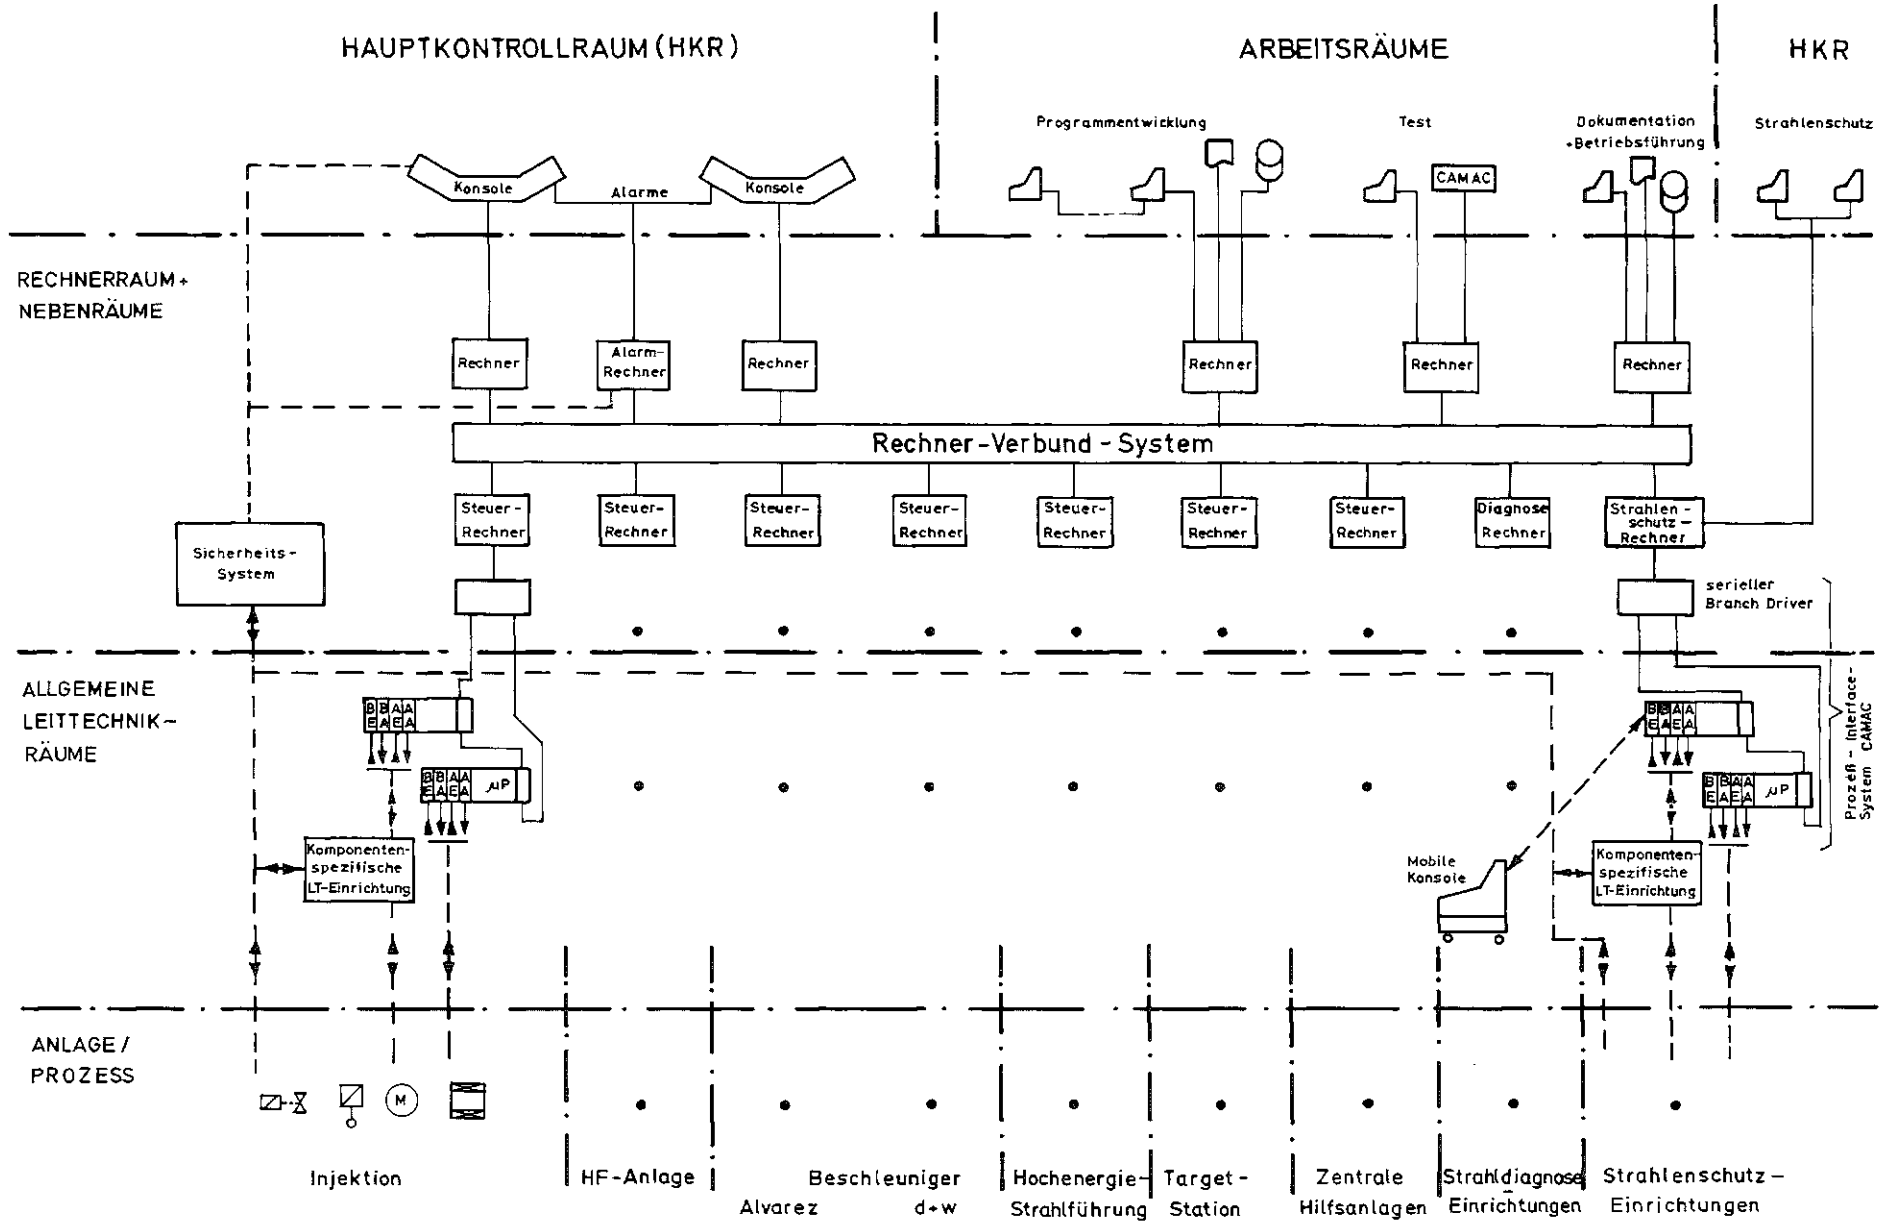 HAUPTKONTROLLRAUM (HKR)
ARBEITSRÄUME
HKR
Programmentwicklung
Test
Dokumentation
+Betriebsführung
Strahlenschutz
Konsole
Alarme
Konsole
CAMAC
RECHNERRAUM+
NEBENRÄUME
Rechner
Alarm-
Rechner
Rechner
Rechner
Rechner
Rechner
Rechner-Verbund-System
Steuer-
Rechner
Steuer-
Rechner
Steuer-
Rechner
Steuer-
Rechner
Steuer-
Rechner
Steuer-
Rechner
Steuer-
Rechner
Diagnose
Rechner
Strahlen-
schutz-
Rechner
Sicherheits-
System
serieller
Branch Driver
Prozeß-Interface-
System CAMAC
ALLGEMEINE
LEITTECHNIK-
RÄUME
B B A A
E A E A
B B A A
E A E A
µP
B B A A
E A E A
B B A A
E A E A
µP
Komponenten-
spezifische
LT-Einrichtung
Mobile
Konsole
Komponenten-
spezifische
LT-Einrichtung
ANLAGE/
PROZESS
M
Injektion
HF-Anlage
Beschleuniger
Alvarez d+w
Hochenergie-
Strahlführung
Target-
Station
Zentrale
Hilfsanlagen
Strahldiagnose
Einrichtungen
Strahlenschutz-
Einrichtungen